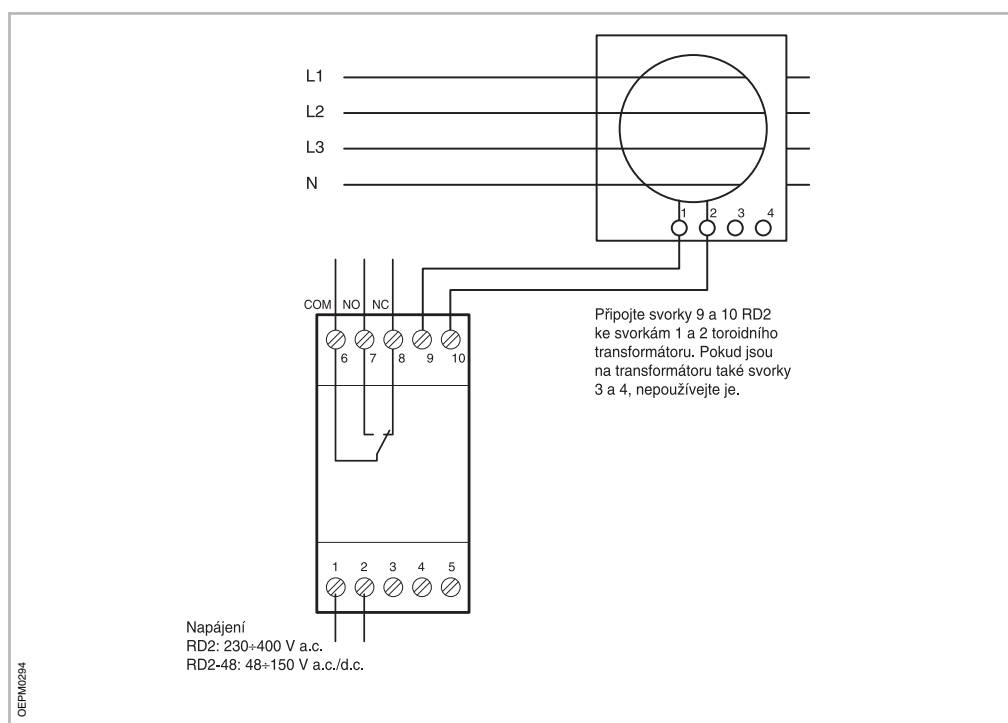 L1
L2
L3
N
1 2 3 4
COM NO NC
6 7 8 9 10
Připojte svorky 9 a 10 RD2
ke svorkám 1 a 2 toroidního
transformátoru. Pokud jsou
na transformátoru také svorky
3 a 4, nepoužívejte je.
1 2 3 4 5
Napájení
RD2: 230÷400 V a.c.
RD2-48: 48÷150 V a.c./d.c.
OEPM0294